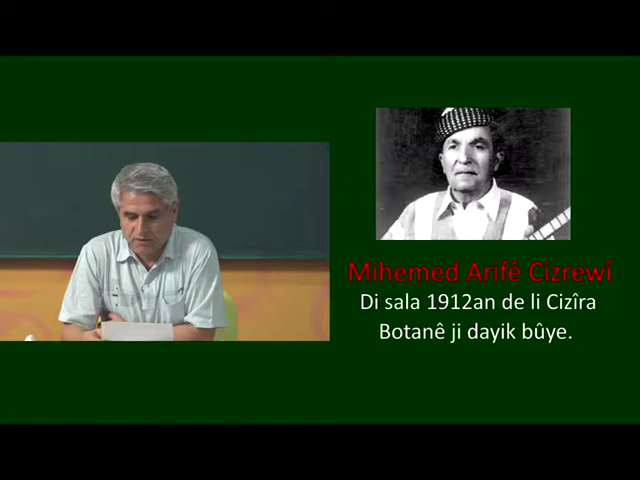 Mihemed Arifê Cizrewî
Di sala 1912an de li Cizîra
Botanê ji dayik bûye.